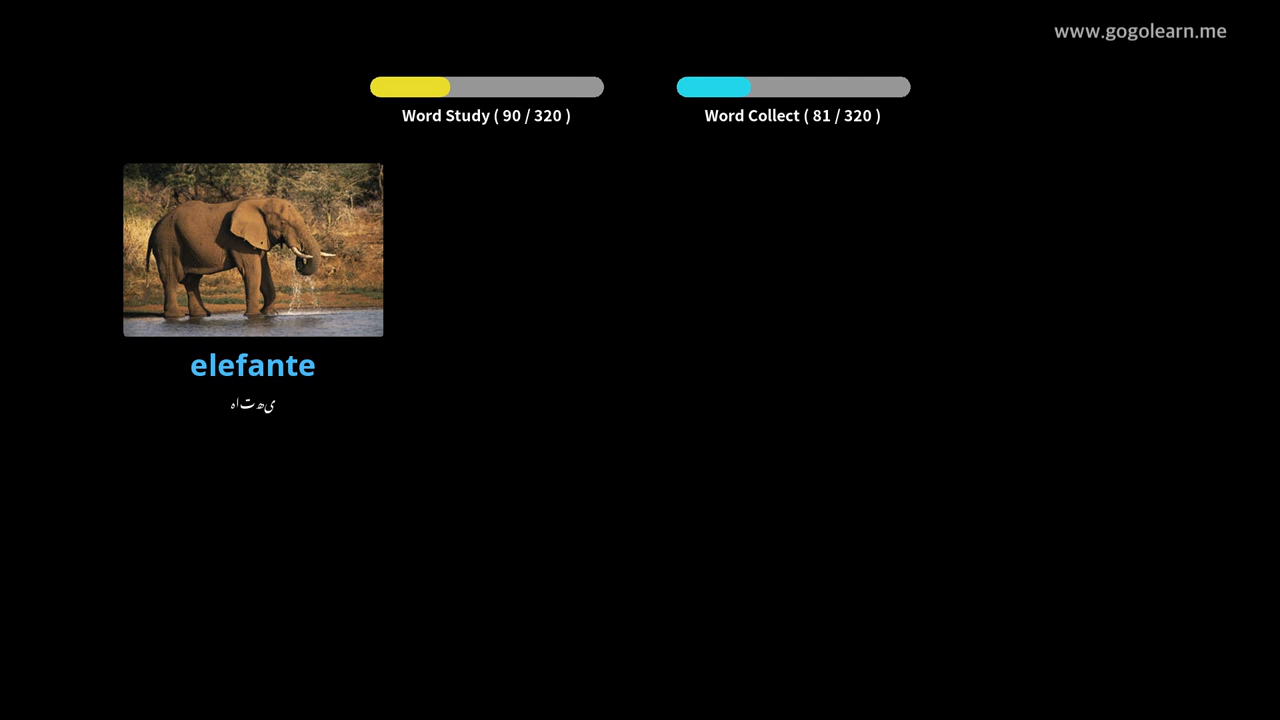 www.gogolearn.me
Word Study ( 90 / 320 )
Word Collect ( 81 / 320 )
elefante
ہاتھی